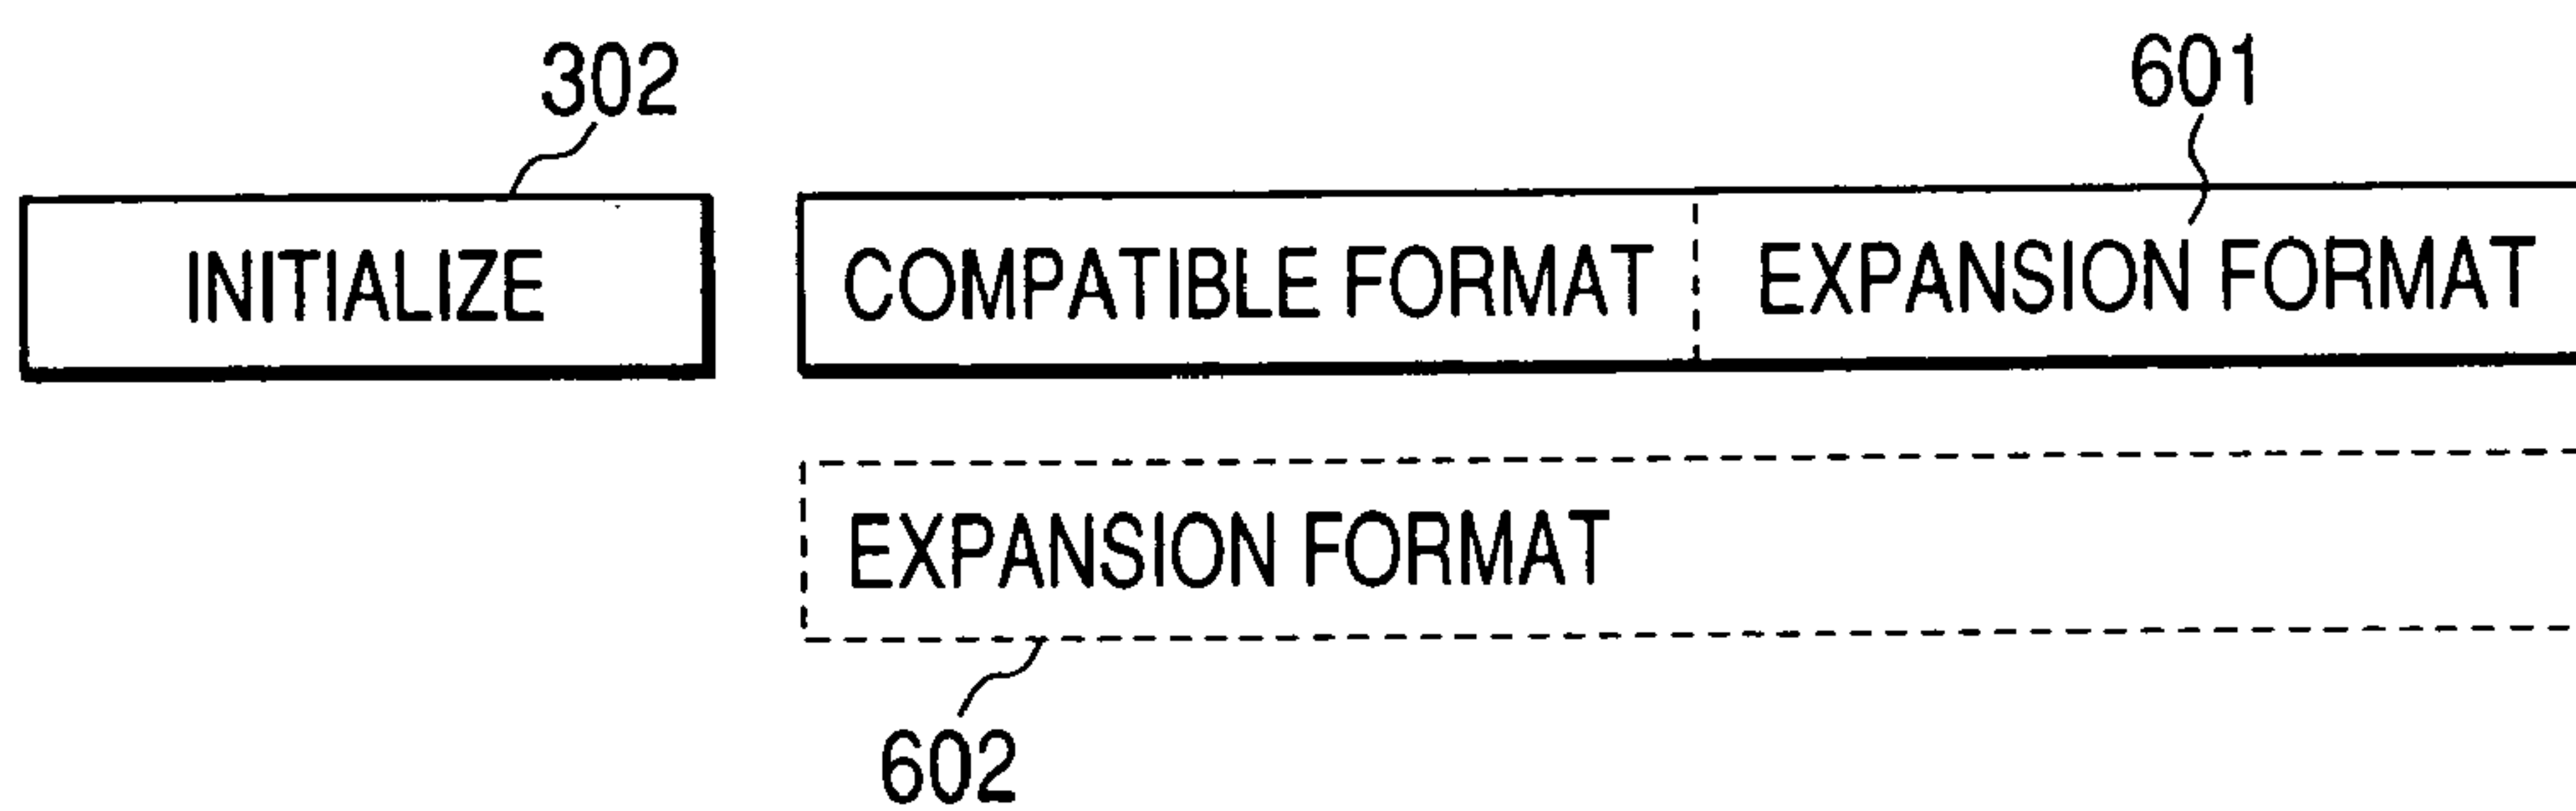 302
601
INITIALIZE
COMPATIBLE FORMAT
EXPANSION FORMAT
EXPANSION FORMAT
602